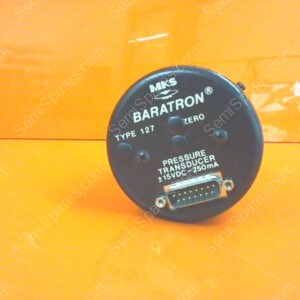 MKS
BARATRON®
TYPE 127 ZERO
PRESSURE
TRANSDUCER
±15VDC-250mA